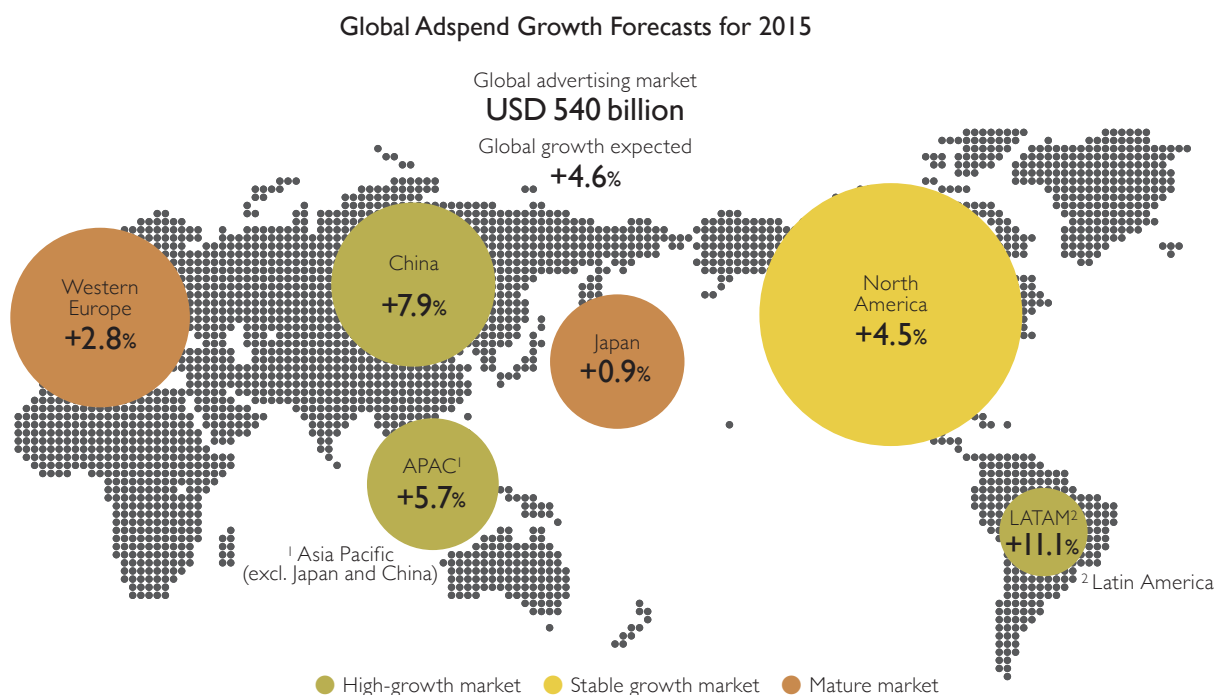 Global Adspend Growth Forecasts for 2015
Global advertising market
USD 540 billion
Global growth expected
+4.6%
Western
Europe
+2.8%
China
+7.9%
Japan
+0.9%
North
America
+4.5%
APAC¹
+5.7%
¹ Asia Pacific
(excl. Japan and China)
LATAM²
+11.1%
² Latin America
High-growth market
Stable growth market
Mature market